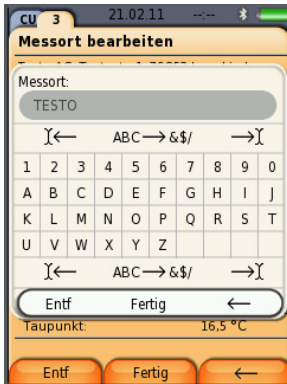 CU 3 21.02.11 --:--
Messort bearbeiten
Messort:
TESTO
ABC→&$/
1 2 3 4 5 6 7 8 9 0
A B C D E F G H I J
K L M N O P Q R S T
U V W X Y Z
ABC→&$/
Entf Fertig ←
Taupunkt: 16,5 °C
Entf Fertig ←